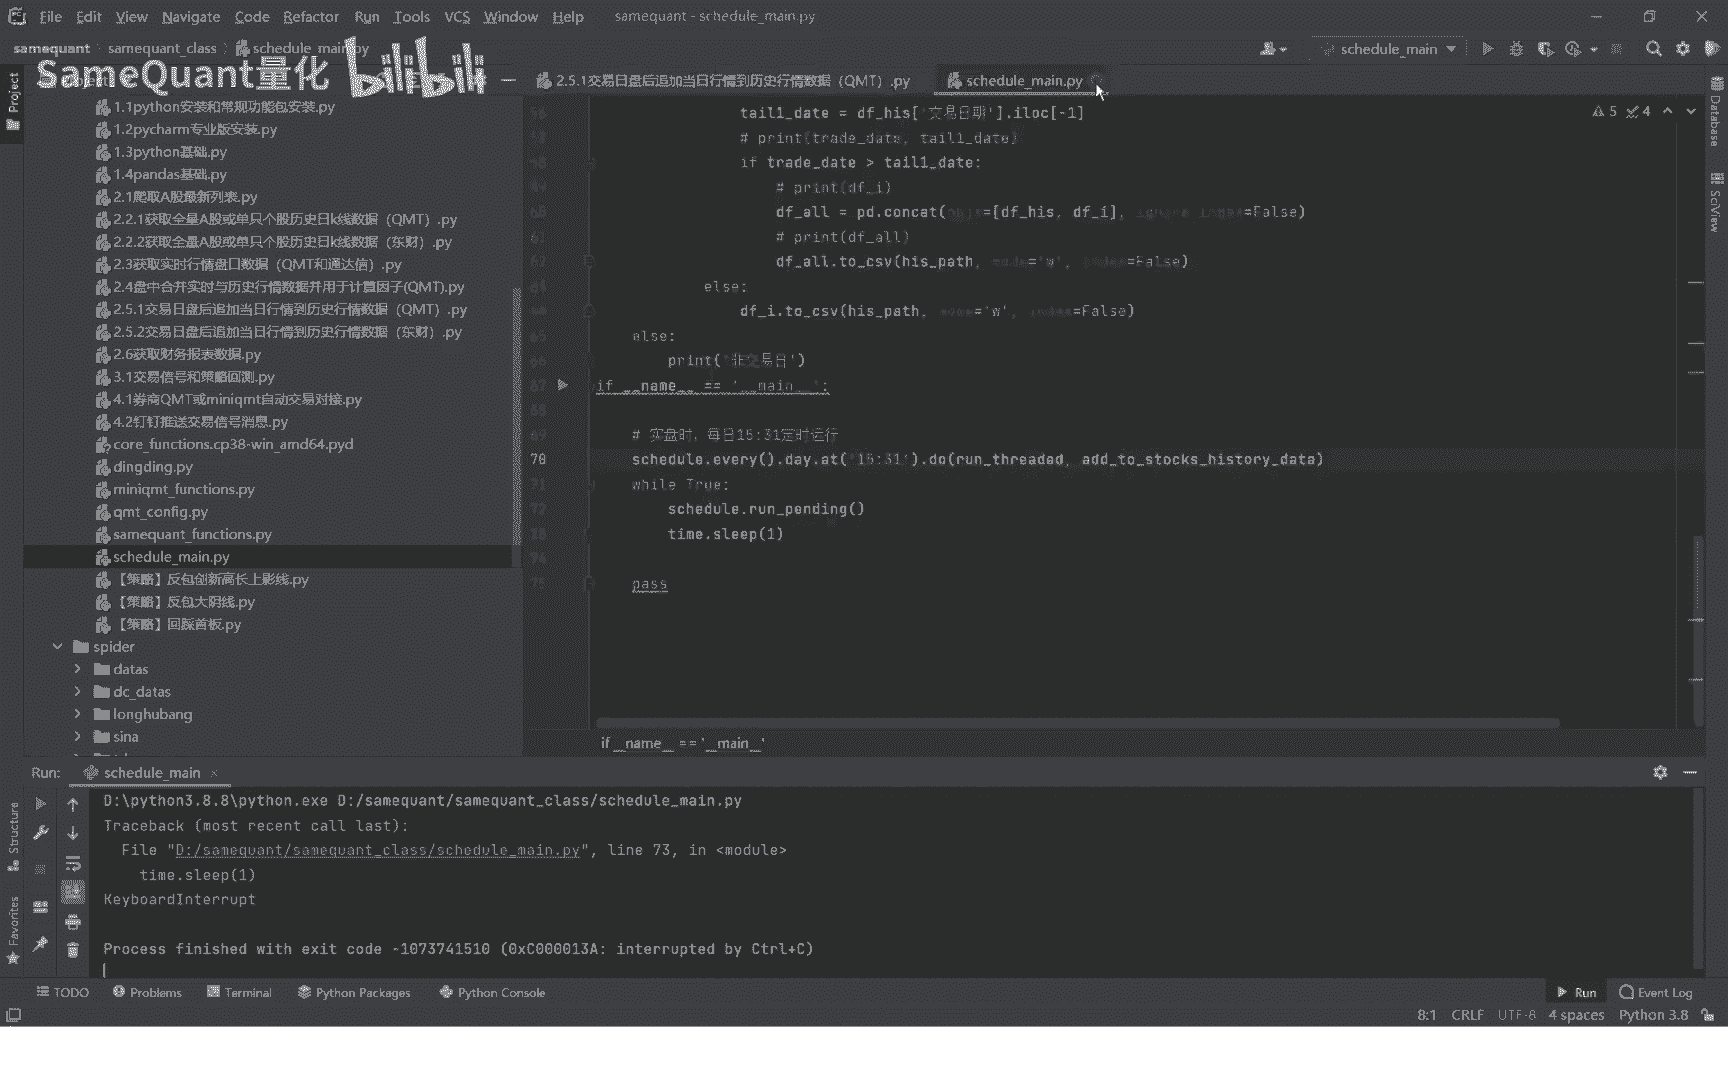 File Edit View Navigate Code Refactor Run Tools VCS Window Help samequant - schedule_main.py
samequant samequant_class schedule_main.py schedule_main
SameQuant量化 bilibili
2.5.1交易日盘后追加当日行情到历史行情数据（QMT）.py schedule_main.py
Project
1.1python安装和常规功能包安装.py
1.2pycharm专业版安装.py
1.3python基础.py
1.4pandas基础.py
2.1爬取A股最新列表.py
2.2.1获取全量A股或单只个股历史日k线数据（QMT）.py
2.2.2获取全量A股或单只个股历史日k线数据（东财）.py
2.3获取实时行情盘口数据（QMT和通达信）.py
2.4盘中合并实时与历史行情数据并用于计算因子(QMT).py
2.5.1交易日盘后追加当日行情到历史行情数据（QMT）.py
2.5.2交易日盘后追加当日行情到历史行情数据（东财）.py
2.6获取财务报表数据.py
3.1交易信号和策略回测.py
4.1券商QMT或miniqmt自动交易对接.py
4.2钉钉推送交易信号消息.py
core_functions.cp38-win_amd64.pyd
dingding.py
miniqmt_functions.py
qmt_config.py
samequant_functions.py
schedule_main.py
【策略】反包创新高长上影线.py
【策略】反包大阴线.py
【策略】回踩首板.py
spider
datas
dc_datas
longhubang
sina
tail1_date = df_his['交易日期'].iloc[-1]
# print(trade_date, tail1_date)
if trade_date > tail1_date:
# print(df_i)
df_all = pd.concat(objs=[df_his, df_i], ignore_index=False)
# print(df_all)
df_all.to_csv(his_path, mode='w', index=False)
else:
df_i.to_csv(his_path, mode='w', index=False)
else:
print('非交易日')
if __name__ == '__main__':
# 实盘时，每日15:31定时运行
70 schedule.every().day.at('15:31').do(run_threaded, add_to_stocks_history_data)
while True:
schedule.run_pending()
time.sleep(1)
pass
5 4
Database
SciView
if __name__ == '__main__'
Run: schedule_main
D:\python3.8.8\python.exe D:/samequant/samequant_class/schedule_main.py
Traceback (most recent call last):
File "D:/samequant/samequant_class/schedule_main.py", line 73, in <module>
time.sleep(1)
KeyboardInterrupt
Process finished with exit code -1073741510 (0xC000013A: interrupted by Ctrl+C)
Structure
Favorites
TODO Problems Terminal Python Packages Python Console Run Event Log
8:1 CRLF UTF-8 4 spaces Python 3.8